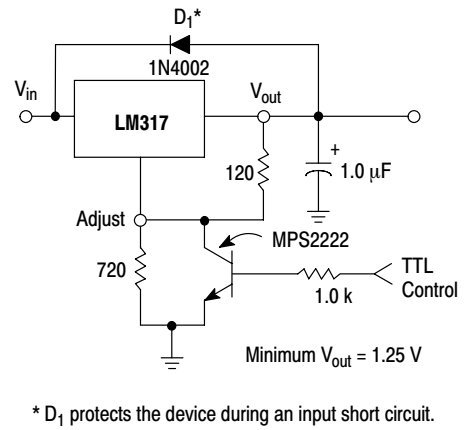 D1*
1N4002
Vin
Vout
LM317
120
+
1.0 µF
Adjust
MPS2222
720
TTL
Control
1.0 k
Minimum Vout = 1.25 V
* D1 protects the device during an input short circuit.